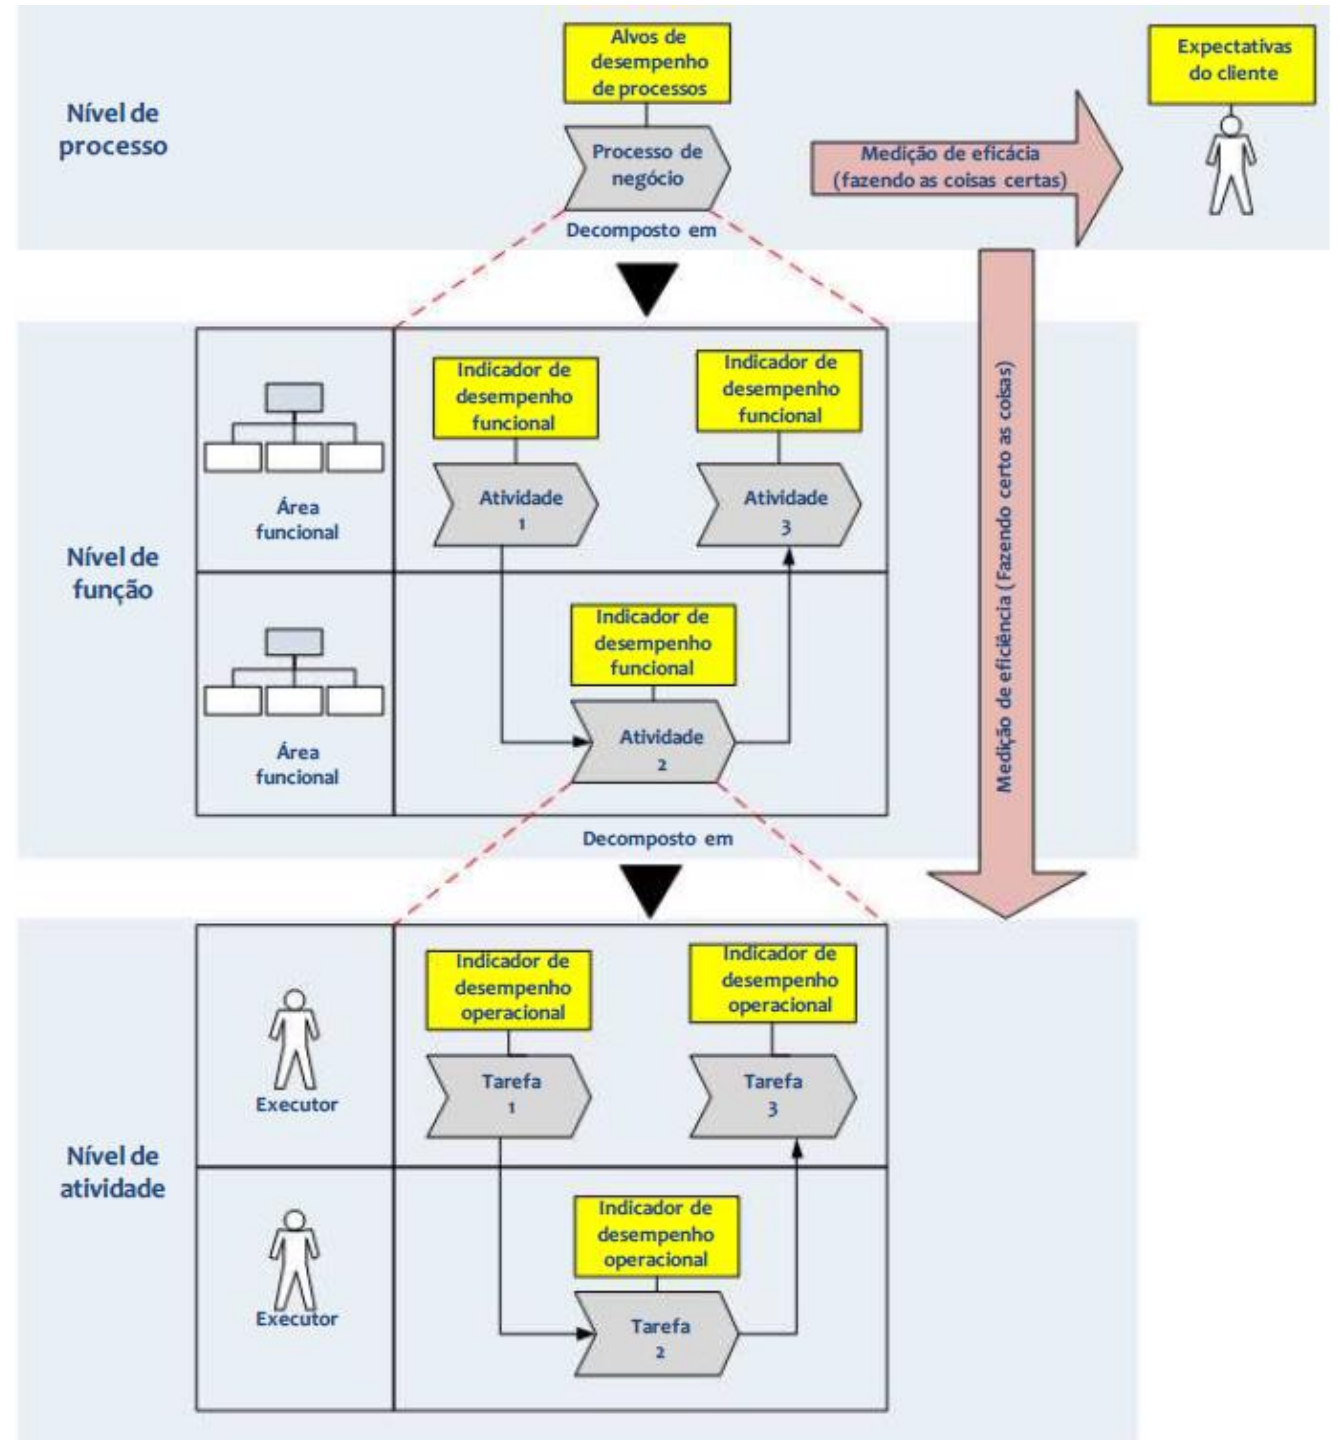 Alvos de
desempenho
de processos
Expectativas
do cliente
Nível de
processo
Processo de
negócio
Medição de eficácia
(fazendo as coisas certas)
Decomposto em
Indicador de
desempenho
funcional
Indicador de
desempenho
funcional
Atividade
1
Atividade
3
Área
funcional
Nível de
função
Medição de eficiência (Fazendo certo as coisas)
Indicador de
desempenho
funcional
Atividade
2
Área
funcional
Decomposto em
Indicador de
desempenho
operacional
Indicador de
desempenho
operacional
Tarefa
1
Tarefa
3
Executor
Nível de
atividade
Indicador de
desempenho
operacional
Tarefa
2
Executor